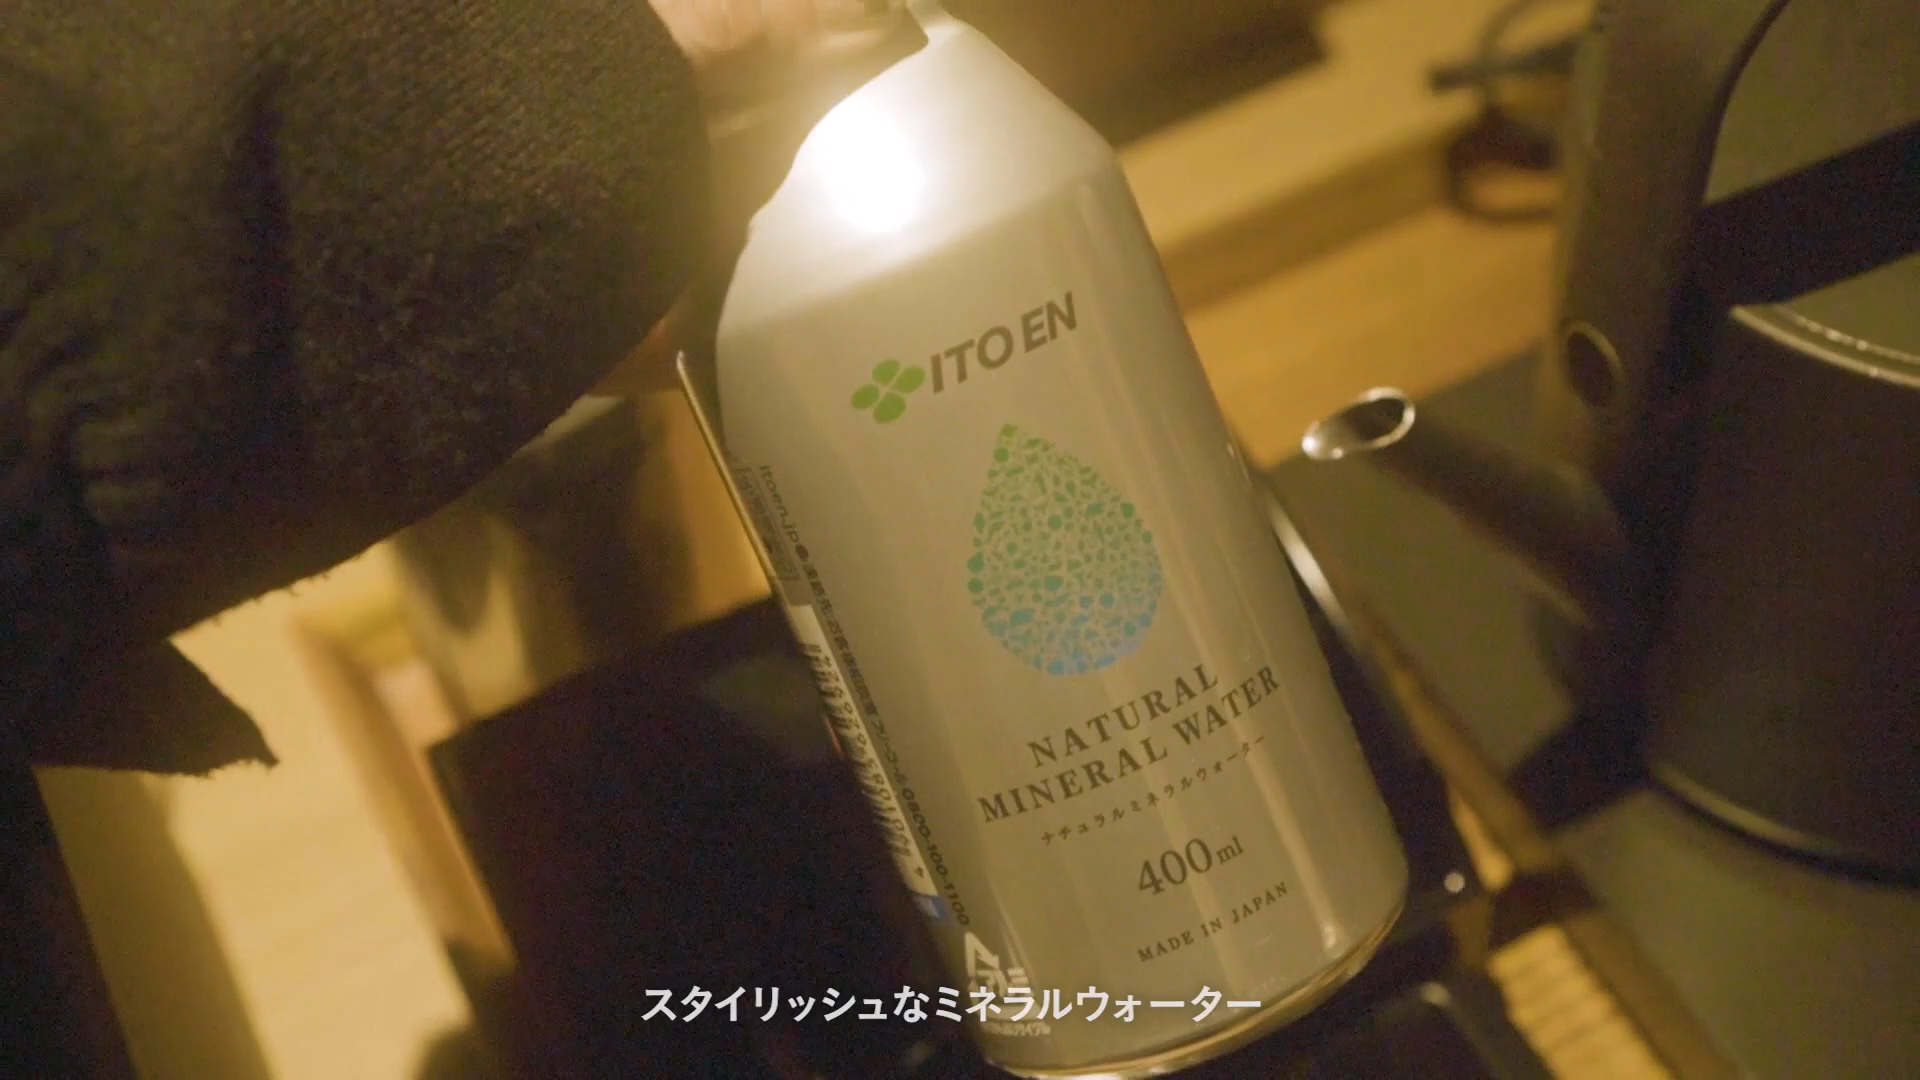 ITO EN
NATURAL
MINERAL WATER
ナチュラルミネラルウォーター
400ml
MADE IN JAPAN
itoen.jp
0800-100-1100
スタイリッシュなミネラルウォーター